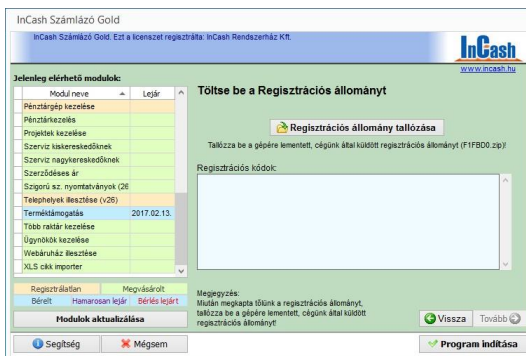 InCash Számlázó Gold
InCash Számlázó Gold. Ezt a licenszet regisztrálta: InCash Rendszerház Kft.
InCash
www.incash.hu
Jelenleg elérhető modulok:
Modul neve Lejár
Pénztárgép kezelése
Pénztárkezelés
Projektek kezelése
Szerviz kiskereskedőknek
Szerviz nagykereskedőknek
Szerződéses ár
Szigorú sz. nyomtatványok (26
Telephelyek illesztése (v26)
Terméktámogatás 2017.02.13.
Több raktár kezelése
Ügynökök kezelése
Webáruház illesztése
XLS cikk importer
Regisztrálatlan Megvásárolt
Bérelt Hamarosan lejár Bérlés lejárt
Modulok aktualizálása
Töltse be a Regisztrációs állományt
Regisztrációs állomány tallózása
Tallózza be a gépére lementett, cégünk által küldött regisztrációs állományt (F1FBD0.zip)!
Regisztrációs kódok:
Megjegyzés:
Miután megkapta tőlünk a regisztrációs állományt,
tallózza be a gépére lementett, cégünk által küldött
regisztrációs állományt!
Vissza Tovább
Segítség Mégsem Program indítása